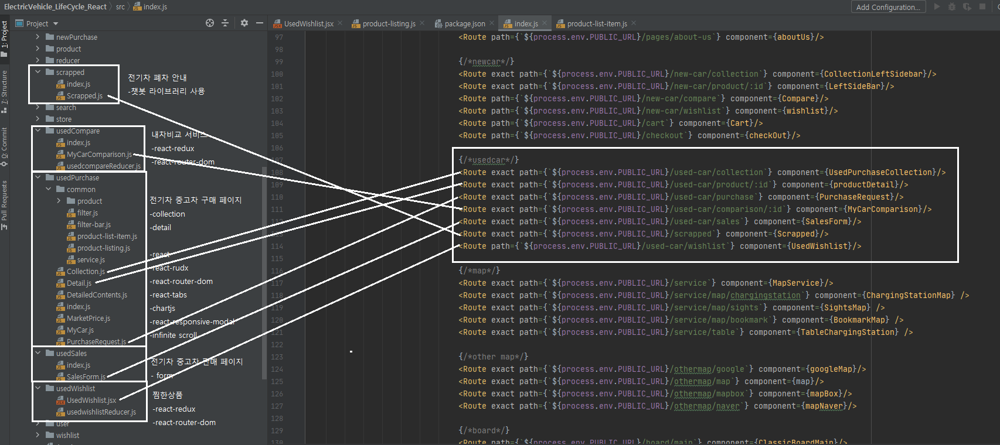 ElectricVehicle_LifeCycle_React
src
index.js
Add Configuration...
Project
UsedWishlist.jsx
product-listing.js
package.json
index.js
product-list-item.js
1: Project
7: Structure
0: Commit
Pull Requests
newPurchase
product
reducer
scrapped
index.js
Scrapped.js
search
store
usedCompare
index.js
MyCarComparison.js
usedcompareReducer.js
usedPurchase
common
product
filter.js
filter-bar.js
product-list-item.js
product-listing.js
service.js
Collection.js
Detail.js
DetailedContents.js
index.js
MarketPrice.js
MyCar.js
PurchaseRequest.js
usedSales
index.js
SalesForm.js
usedWishlist
UsedWishlist.jsx
usedwishlistReducer.js
user
wishlist
전기차 폐차 안내
-챗봇 라이브러리 사용
내차비교 서비스
-react-redux
-react-router-dom
전기차 중고차 구매 페이지
-collection
-detail
-react
-react-rudx
-react-router-dom
-react-tabs
-chartjs
-react-responsive-modal
-infinite scroll
전기차 중고차 판매 페이지
- form
찜한상품
-react-redux
-react-router-dom
97 <Route path={`${process.env.PUBLIC_URL}/pages/about-us`} component={aboutUs}/>
98
99 {/*newcar*/}
100 <Route exact path={`${process.env.PUBLIC_URL}/new-car/collection`} component={CollectionLeftSidebar}/>
101 <Route exact path={`${process.env.PUBLIC_URL}/new-car/product/:id`} component={LeftSideBar}/>
102 <Route path={`${process.env.PUBLIC_URL}/new-car/compare`} component={Compare}/>
103 <Route path={`${process.env.PUBLIC_URL}/new-car/wishlist`} component={wishlist}/>
104 <Route path={`${process.env.PUBLIC_URL}/cart`} component={Cart}/>
105 <Route path={`${process.env.PUBLIC_URL}/checkout`} component={checkOut}/>
106
107 {/*usedcar*/}
108 <Route exact path={`${process.env.PUBLIC_URL}/used-car/collection`} component={UsedPurchaseCollection}/>
109 <Route exact path={`${process.env.PUBLIC_URL}/used-car/product/:id`} component={productDetail}/>
110 <Route exact path={`${process.env.PUBLIC_URL}/used-car/purchase`} component={PurchaseRequest}/>
111 <Route exact path={`${process.env.PUBLIC_URL}/used-car/comparison/:id`} component={MyCarComparison}/>
112 <Route exact path={`${process.env.PUBLIC_URL}/used-car/sales`} component={SalesForm}/>
<Route exact path={`${process.env.PUBLIC_URL}/scrapped`} component={Scrapped}/>
114 <Route path={`${process.env.PUBLIC_URL}/used-car/wishlist`} component={UsedWishlist}/>
115
116 {/*map*/}
117 <Route exact path={`${process.env.PUBLIC_URL}/service`} component={MapService}/>
118 <Route exact path={`${process.env.PUBLIC_URL}/service/map/chargingstation`} component={ChargingStationMap} />
119 <Route exact path={`${process.env.PUBLIC_URL}/service/map/sights`} component={SightsMap} />
120 <Route exact path={`${process.env.PUBLIC_URL}/service/map/bookmark`} component={BookmarkMap} />
121 <Route exact path={`${process.env.PUBLIC_URL}/service/table`} component={TableChargingStation} />
122
123 {/*other map*/}
124 <Route exact path={`${process.env.PUBLIC_URL}/othermap/google`} component={googleMap}/>
125 <Route exact path={`${process.env.PUBLIC_URL}/othermap/map`} component={map}/>
126 <Route exact path={`${process.env.PUBLIC_URL}/othermap/mapbox`} component={mapBox}/>
127 <Route exact path={`${process.env.PUBLIC_URL}/othermap/naver`} component={mapNaver}/>
128
129 {/*board*/}
130 <Route path={`${process.env.PUBLIC_URL}/board/main`} component={ClassicBoardMain}/>